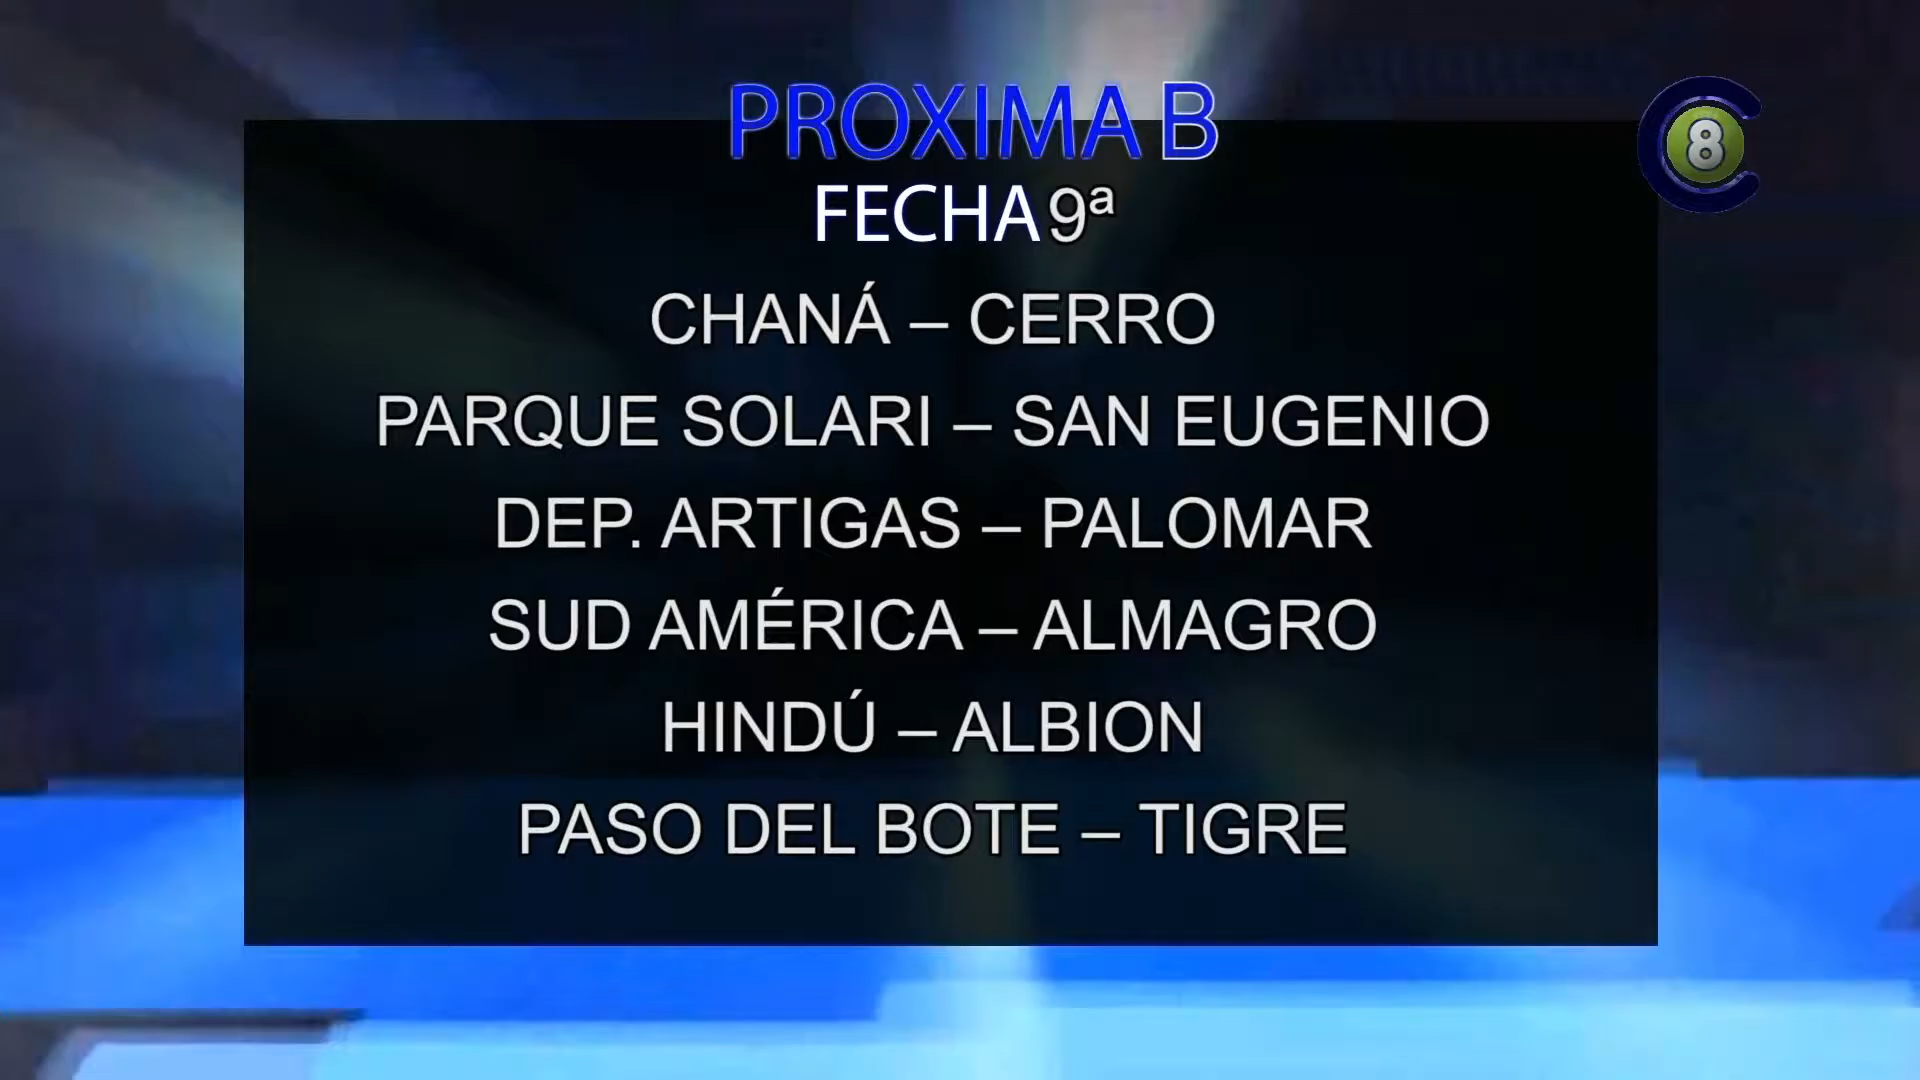 PROXIMA B
FECHA 9ª
8
CHANÁ – CERRO
PARQUE SOLARI – SAN EUGENIO
DEP. ARTIGAS – PALOMAR
SUD AMÉRICA – ALMAGRO
HINDÚ – ALBION
PASO DEL BOTE – TIGRE